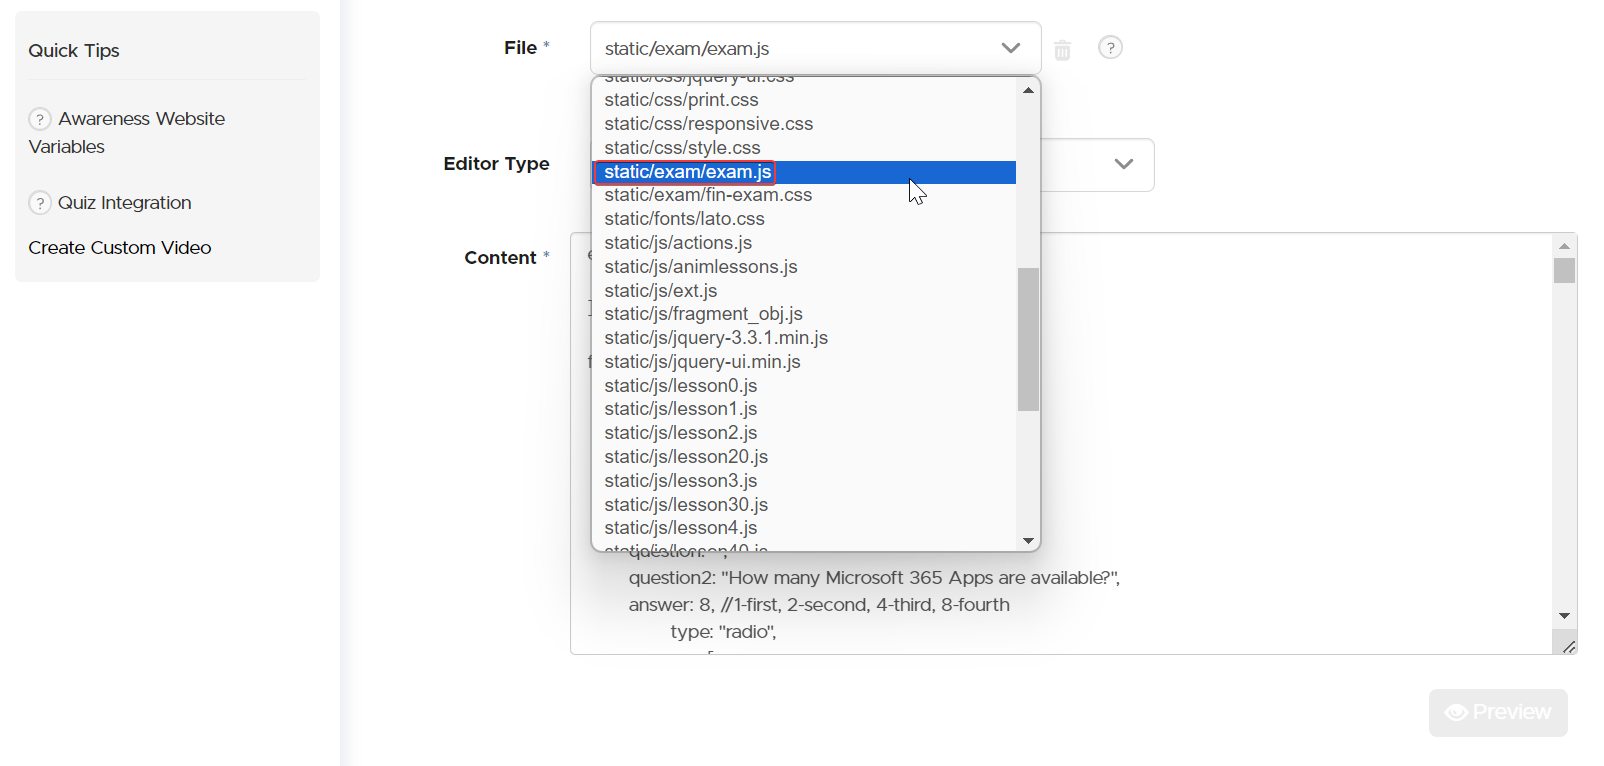 Quick Tips
? Awareness Website
Variables
? Quiz Integration
Create Custom Video
File *
static/exam/exam.js
?
static/css/jquery-ui.css
static/css/print.css
static/css/responsive.css
static/css/style.css
static/exam/exam.js
static/exam/fin-exam.css
static/fonts/lato.css
static/js/actions.js
static/js/animlessons.js
static/js/ext.js
static/js/fragment_obj.js
static/js/jquery-3.3.1.min.js
static/js/jquery-ui.min.js
static/js/lesson0.js
static/js/lesson1.js
static/js/lesson2.js
static/js/lesson20.js
static/js/lesson3.js
static/js/lesson30.js
static/js/lesson4.js
static/js/lesson40.js
Editor Type
Content *
question: "",
question2: "How many Microsoft 365 Apps are available?",
answer: 8, //1-first, 2-second, 4-third, 8-fourth
type: "radio",
Preview